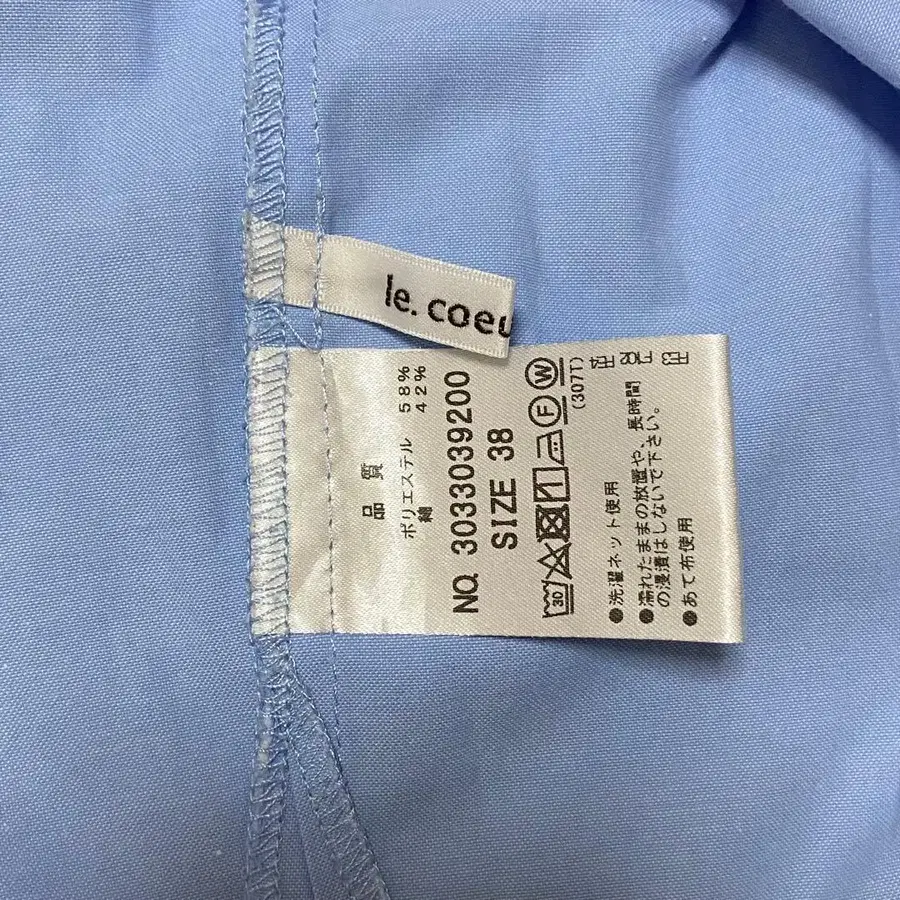 le. coeu
品 質
ポリエステル 58%
綿 42%
NO. 3033039200
SIZE 38
30
F W
(307T)
●洗濯ネット使用
●濡れたままの放置や、長時間
の浸漬はしないで下さい。
●あて布使用